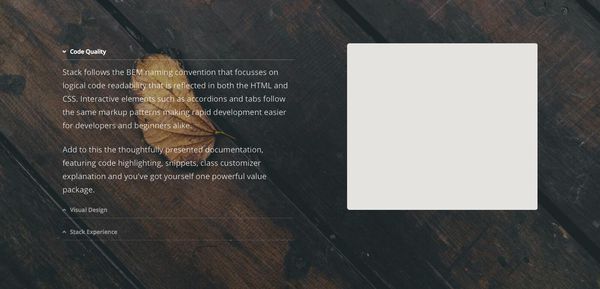 Code Quality
Stack follows the BEM naming convention that focusses on
logical code readability that is reflected in both the HTML and
CSS. Interactive elements such as accordions and tabs follow
the same markup patterns making rapid development easier
for developers and beginners alike.
Add to this the thoughtfully presented documentation,
featuring code highlighting, snippets, class customizer
explanation and you've got yourself one powerful value
package.
Visual Design
Stack Experience